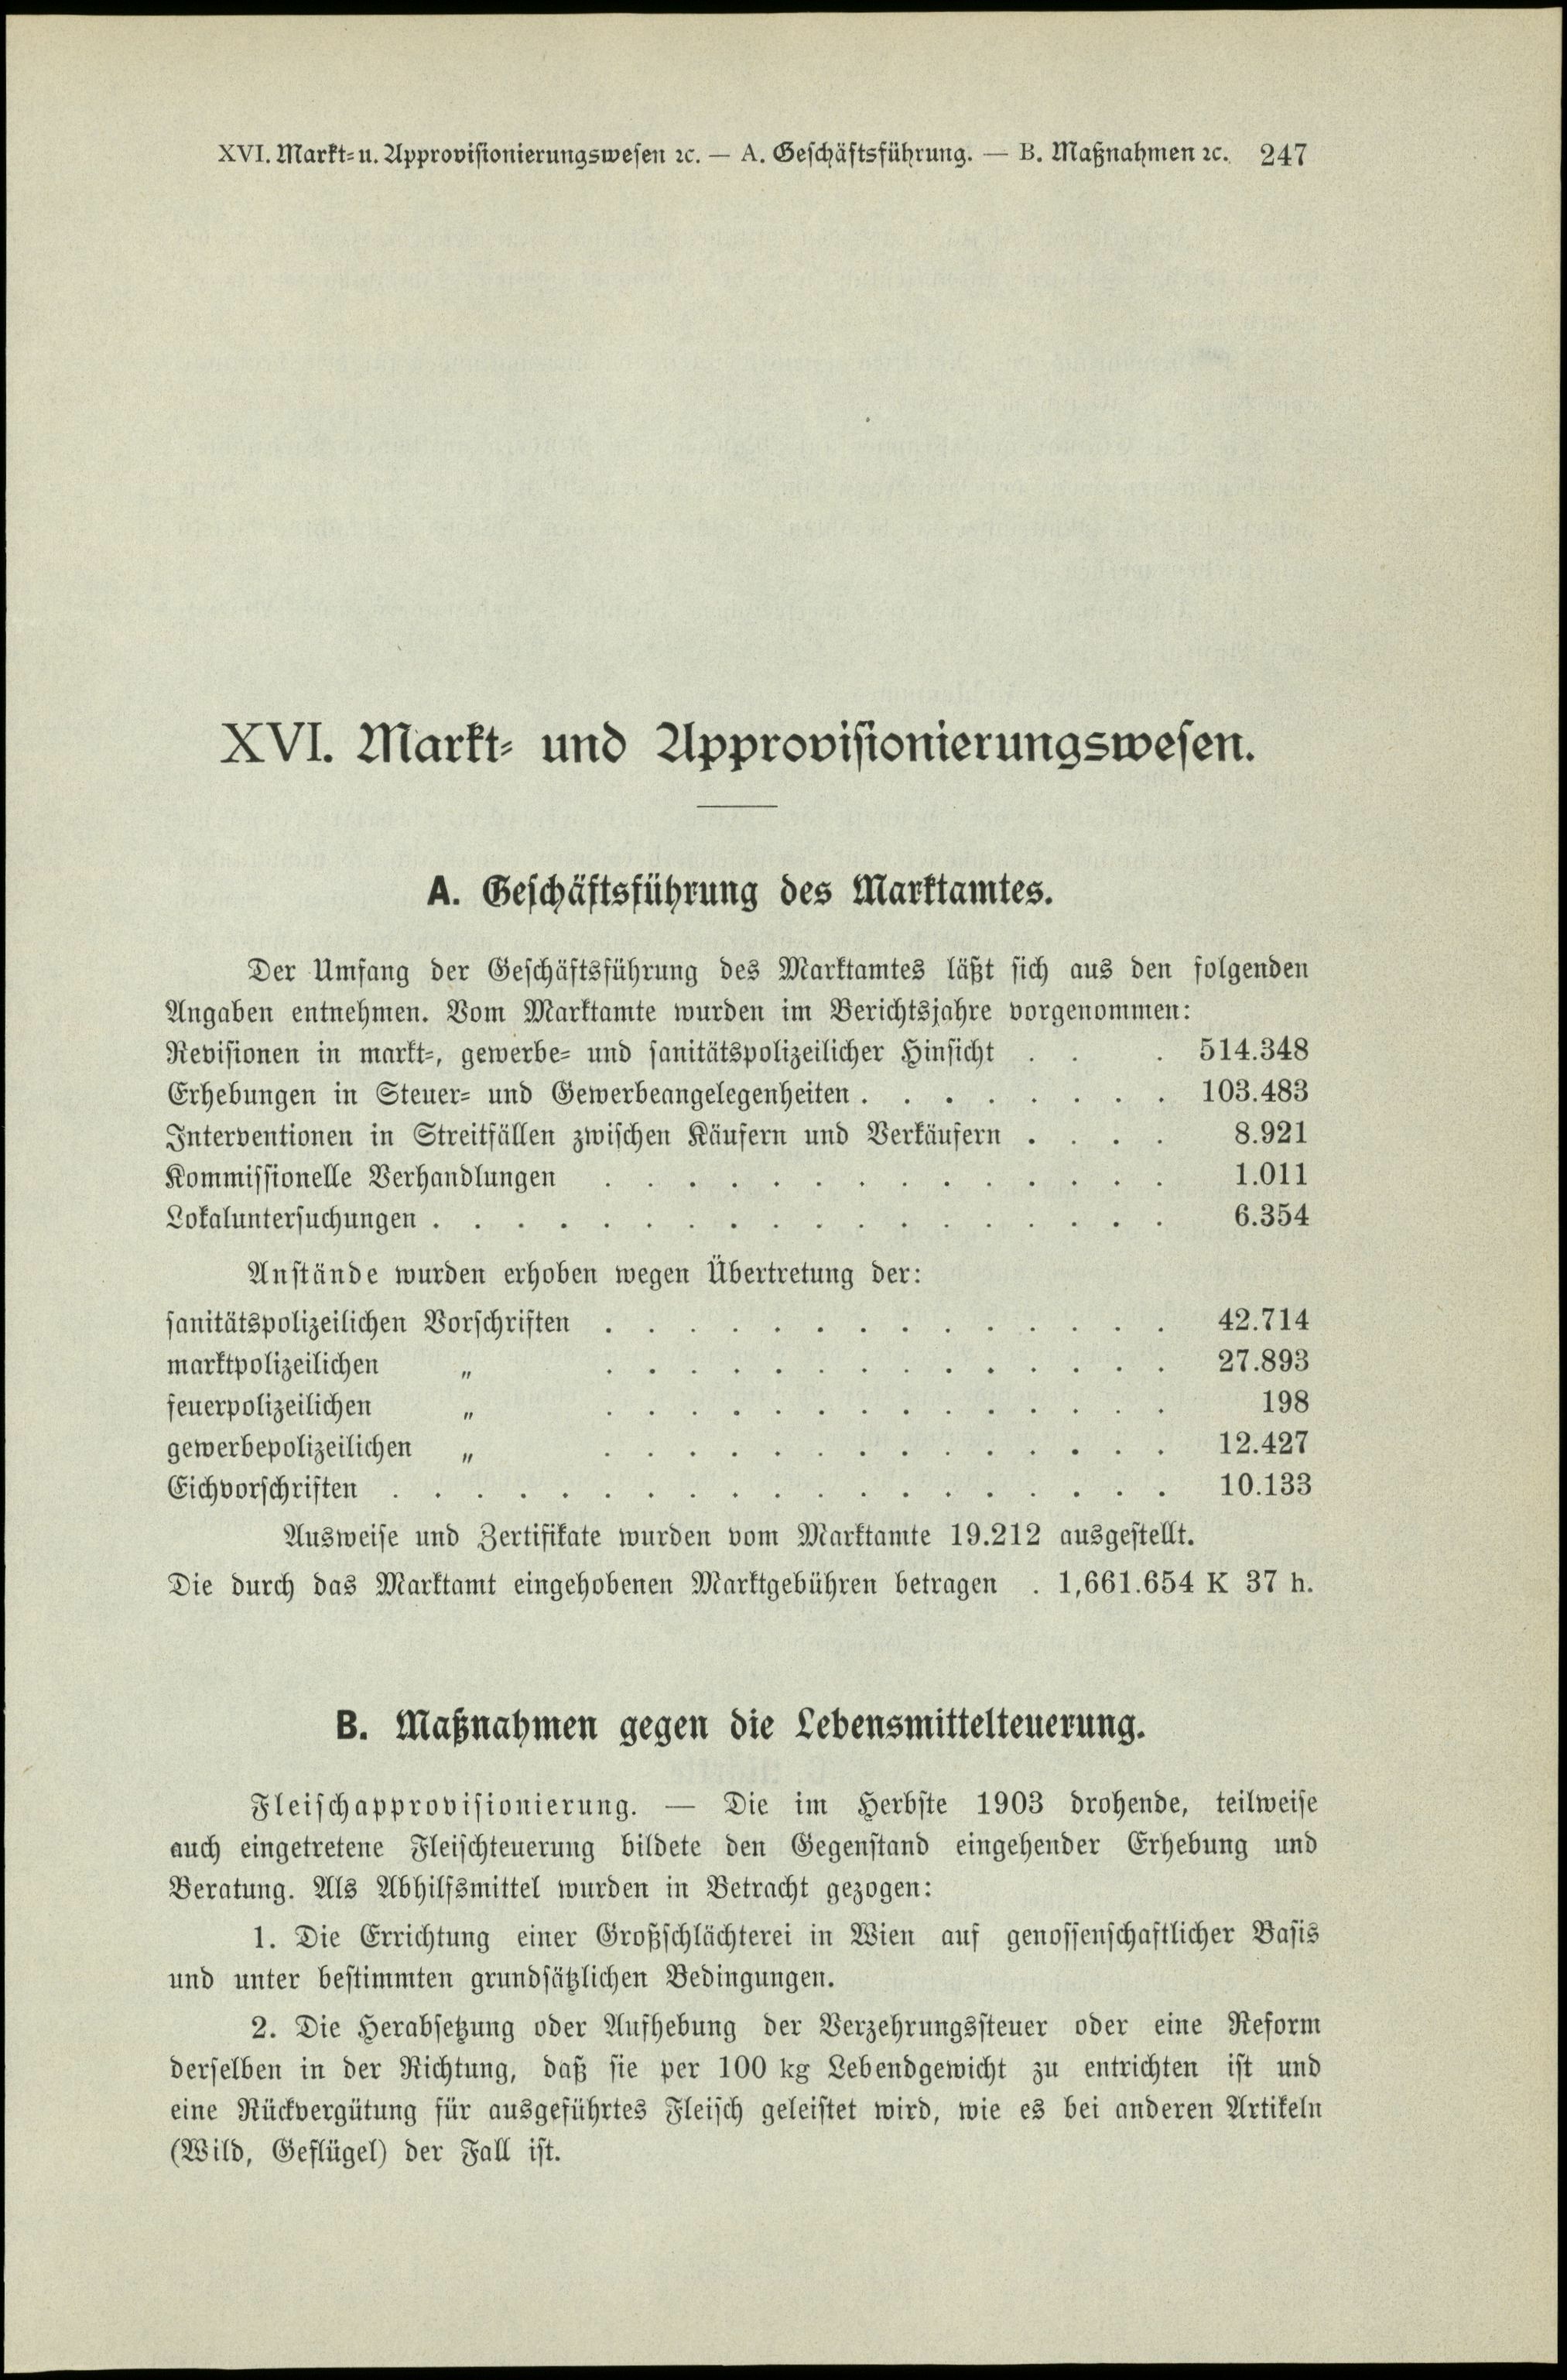 XVI. Markt- u. Approvisionierungswesen ꝛc. — A. Geschäftsführung. — B. Maßnahmen ꝛc. 247
XVI. Markt- und Approvisionierungswesen.
A. Geschäftsführung des Marktamtes.
Der Umfang der Geschäftsführung des Marktamtes läßt sich aus den folgenden
Angaben entnehmen. Vom Marktamte wurden im Berichtsjahre vorgenommen:
Revisionen in markt-, gewerbe- und sanitätspolizeilicher Hinsicht . . . 514.348
Erhebungen in Steuer- und Gewerbeangelegenheiten . . . . . . . . 103.483
Interventionen in Streitfällen zwischen Käufern und Verkäufern . . . . 8.921
Kommissionelle Verhandlungen . . . . . . . . . . . . . . 1.011
Lokaluntersuchungen . . . . . . . . . . . . . . . . . . 6.354
Anstände wurden erhoben wegen Übertretung der:
sanitätspolizeilichen Vorschriften . . . . . . . . . . . . . . 42.714
marktpolizeilichen „ . . . . . . . . . . . . . . 27.893
feuerpolizeilichen „ . . . . . . . . . . . . . . 198
gewerbepolizeilichen „ . . . . . . . . . . . . . . 12.427
Eichvorschriften . . . . . . . . . . . . . . . . . . . 10.133
Ausweise und Zertifikate wurden vom Marktamte 19.212 ausgestellt.
Die durch das Marktamt eingehobenen Marktgebühren betragen . 1,661.654 K 37 h.
B. Maßnahmen gegen die Lebensmittelteuerung.
Fleischapprovisionierung. — Die im Herbste 1903 drohende, teilweise
auch eingetretene Fleischteuerung bildete den Gegenstand eingehender Erhebung und
Beratung. Als Abhilfsmittel wurden in Betracht gezogen:
1. Die Errichtung einer Großschlächterei in Wien auf genossenschaftlicher Basis
und unter bestimmten grundsätzlichen Bedingungen.
2. Die Herabsetzung oder Aufhebung der Verzehrungssteuer oder eine Reform
derselben in der Richtung, daß sie per 100 kg Lebendgewicht zu entrichten ist und
eine Rückvergütung für ausgeführtes Fleisch geleistet wird, wie es bei anderen Artikeln
(Wild, Geflügel) der Fall ist.